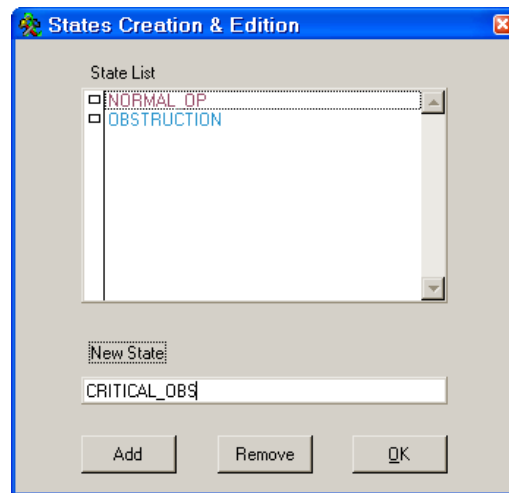 States Creation & Edition
State List
NORMAL_OP
OBSTRUCTION
New State
CRITICAL_OBS
Add Remove OK